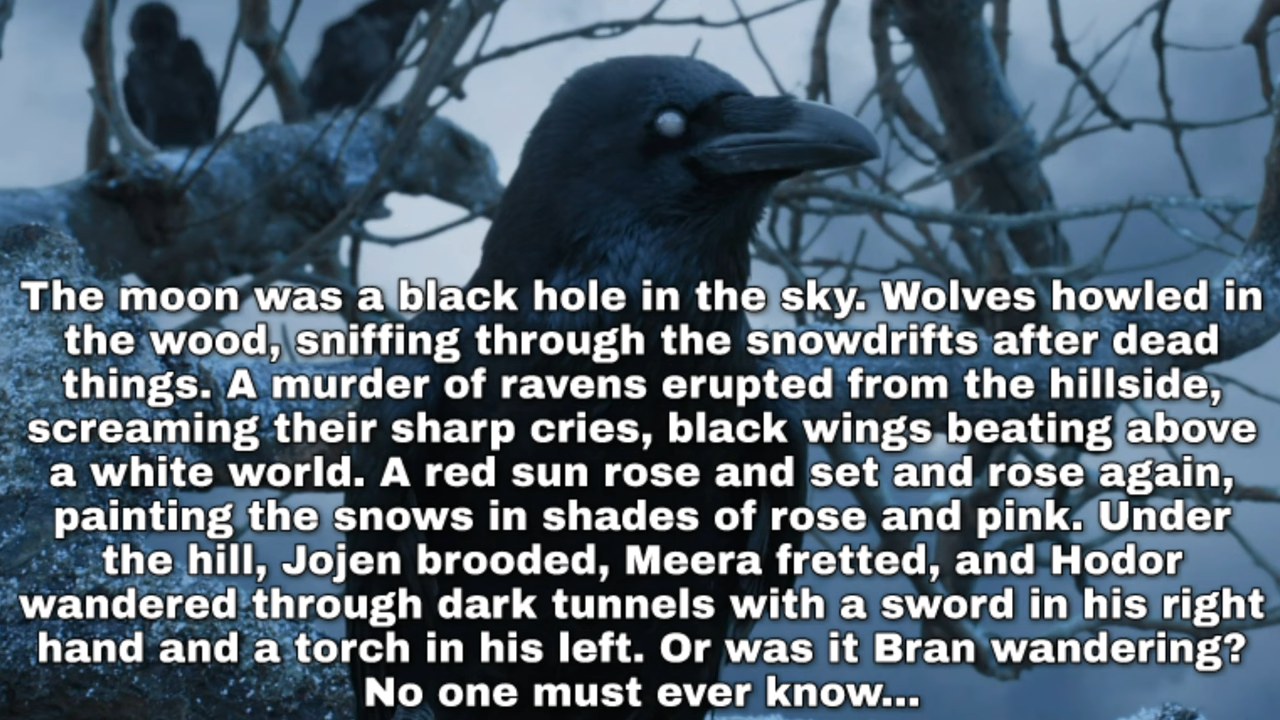 The moon was a black hole in the sky. Wolves howled in
the wood, sniffing through the snowdrifts after dead
things. A murder of ravens erupted from the hillside,
screaming their sharp cries, black wings beating above
a white world. A red sun rose and set and rose again,
painting the snows in shades of rose and pink. Under
the hill, Jojen brooded, Meera fretted, and Hodor
wandered through dark tunnels with a sword in his right
hand and a torch in his left. Or was it Bran wandering?
No one must ever know...